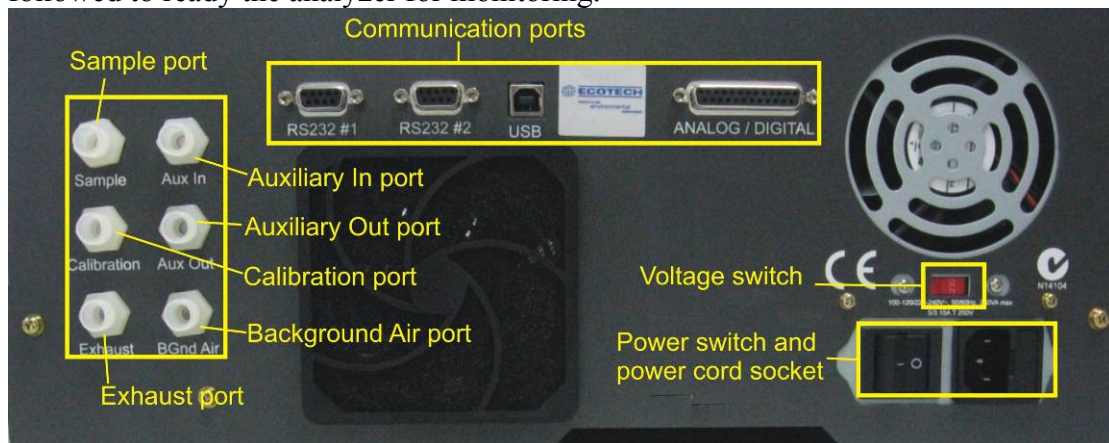 followed to ready the analyzer for monitoring.
Communication ports
Sample port
ECOTECH
RS232 #1
RS232 #2
USB
ANALOG / DIGITAL
Sample
Aux In
Auxiliary In port
Auxiliary Out port
Calibration
Aux Out
Calibration port
Voltage switch
CE
N14104
Background Air port
Exhaust
BGnd Air
Power switch and
power cord socket
Exhaust port